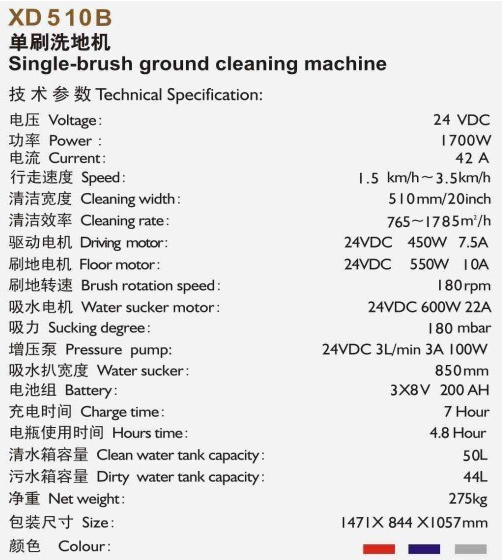 XD510B
单刷洗地机
Single-brush ground cleaning machine
技术参数 Technical Specification:
电压 Voltage: 24 VDC
功率 Power : 1700W
电流 Current: 42 A
行走速度 Speed: 1.5 km/h~3.5km/h
清洁宽度 Cleaning width: 510mm/20inch
清洁效率 Cleaning rate: 765~1785m²/h
驱动电机 Driving motor: 24VDC 450W 7.5A
刷地电机 Floor motor: 24VDC 550W 10A
刷地转速 Brush rotation speed: 180rpm
吸水电机 Water sucker motor: 24VDC 600W 22A
吸力 Sucking degree: 180 mbar
增压泵 Pressure pump: 24VDC 3L/min 3A 100W
吸水扒宽度 Water sucker: 850mm
电池组 Battery: 3X8V 200AH
充电时间 Charge time: 7 Hour
电瓶使用时间 Hours time: 4.8 Hour
清水箱容量 Clean water tank capacity: 50L
污水箱容量 Dirty water tank capacity: 44L
净重 Net weight: 275kg
包装尺寸 Size: 1471X 844 X1057mm
颜色 Colour: